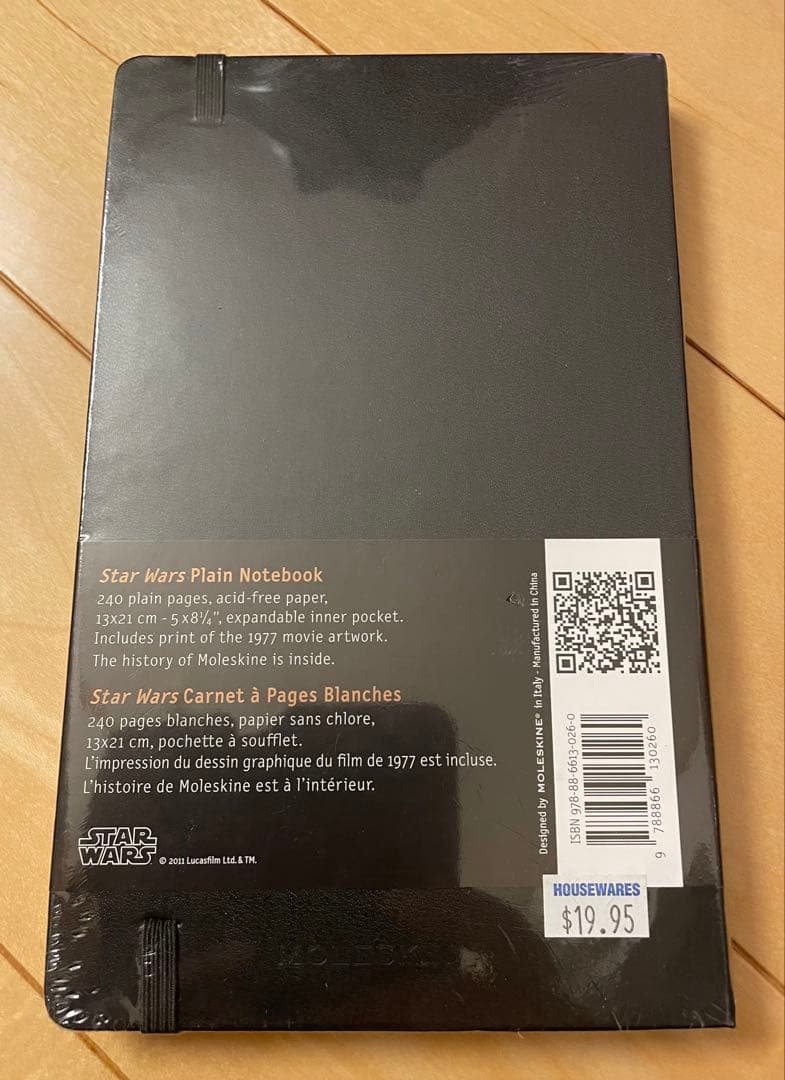 Star Wars Plain Notebook
240 plain pages, acid-free paper,
13x21 cm - 5 x8¼", expandable inner pocket.
Includes print of the 1977 movie artwork.
The history of Moleskine is inside.
Star Wars Carnet à Pages Blanches
240 pages blanches, papier sans chlore,
13x21 cm, pochette à soufflet.
L'impression du dessin graphique du film de 1977 est incluse.
L'histoire de Moleskine est à l'intérieur.
STAR
WARS © 2011 Lucasfilm Ltd. & TM.
Designed by MOLESKINE® in Italy - Manufactured in China
ISBN 978-88-6613-026-0
9 788866 130260
HOUSEWARES
$19.95
MOLESKINE